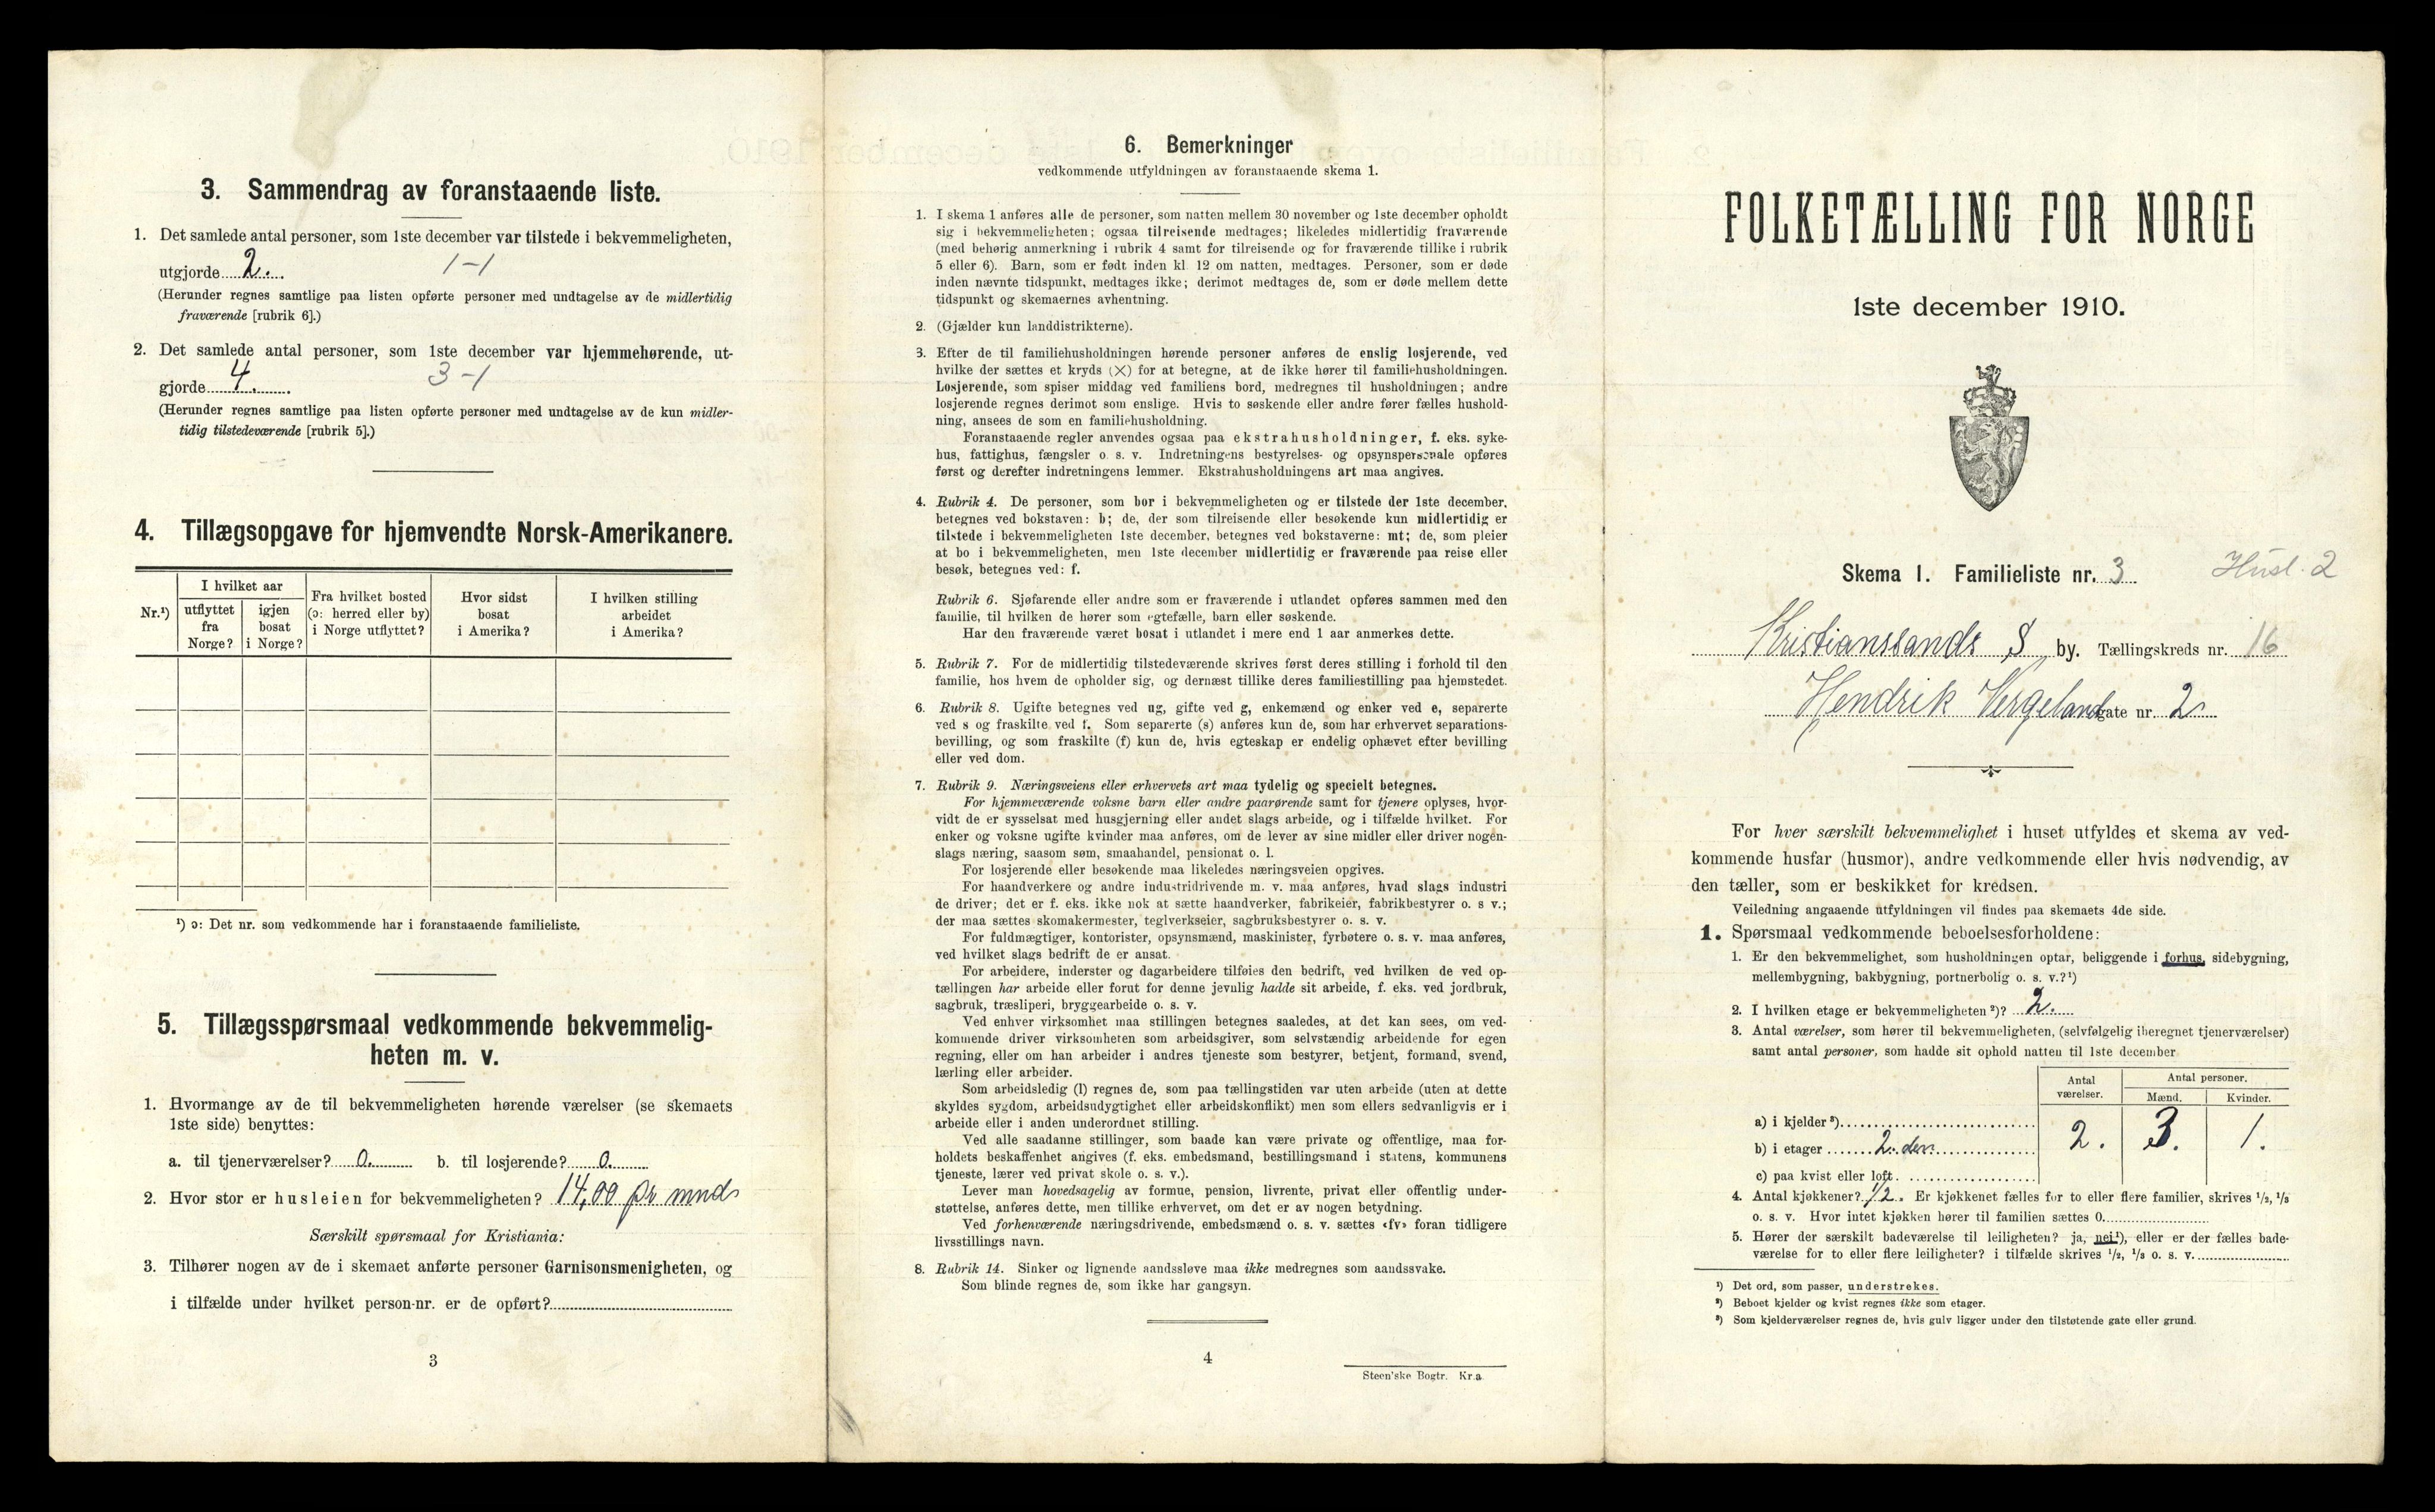 3. Sammendrag av foranstaaende liste.
1. Det samlede antal personer, som 1ste december var tilstede i bekvemmeligheten,
utgjorde 2. 1-1
(Herunder regnes samtlige paa listen opførte personer med undtagelse av de midlertidig
fraværende [rubrik 6].)
2. Det samlede antal personer, som 1ste december var hjemmehørende, ut-
gjorde 4. 3-1
(Herunder regnes samtlige paa listen opførte personer med undtagelse av de kun midler-
tidig tilstedeværende [rubrik 5].)
4. Tillægsopgave for hjemvendte Norsk-Amerikanere.
Nr.¹)
I hvilket aar
utflyttet fra Norge?
igjen bosat i Norge?
Fra hvilket bosted (ɔ: herred eller by) i Norge utflyttet?
Hvor sidst bosat i Amerika?
I hvilken stilling arbeidet i Amerika?
¹) ɔ: Det nr. som vedkommende har i foranstaaende familieliste.
5. Tillægsspørsmaal vedkommende bekvemmelig-
heten m. v.
1. Hvormange av de til bekvemmeligheten hørende værelser (se skemaets
1ste side) benyttes:
a. til tjenerværelser? 0. b. til losjerende? 0.
2. Hvor stor er husleien for bekvemmeligheten? 14,00 pr mnd
Særskilt spørsmaal for Kristiania:
3. Tilhører nogen av de i skemaet anførte personer Garnisonsmenigheten, og
i tilfælde under hvilket person-nr. er de opført?
3
6. Bemerkninger
vedkommende utfyldningen av foranstaaende skema 1.
1. I skema 1 anføres alle de personer, som natten mellem 30 november og 1ste december opholdt
sig i bekvemmeligheten; ogsaa tilreisende medtages; likeledes midlertidig fraværende
(med behørig anmerkning i rubrik 4 samt for tilreisende og for fraværende tillike i rubrik
5 eller 6). Barn, som er født inden kl 12 om natten, medtages. Personer, som er døde
inden nævnte tidspunkt, medtages ikke; derimot medtages de, som er døde mellem dette
tidspunkt og skemaernes avhentning.
2. (Gjælder kun landdistrikterne).
3. Efter de til familiehusholdningen hørende personer anføres de enslig losjerende, ved
hvilke der sættes et kryds (×) for at betegne, at de ikke hører til familiehusholdningen.
Losjerende, som spiser middag ved familiens bord, medregnes til husholdningen; andre
losjerende regnes derimot som enslige. Hvis to søskende eller andre fører fælles hushold-
ning, ansees de som en familiehusholdning.
Foranstaaende regler anvendes ogsaa paa ekstrahusholdninger, f. eks. syke-
hus, fattighus, fængsler o. s. v. Indretningens bestyrelses- og opsynspersonale opføres
først og derefter indretningens lemmer. Ekstrahusholdningens art maa angives.
4. Rubrik 4. De personer, som bor i bekvemmeligheten og er tilstede der 1ste december,
betegnes ved bokstaven: b; de, der som tilreisende eller besøkende kun midlertidig er
tilstede i bekvemmeligheten 1ste december, betegnes ved bokstaverne: mt; de, som pleier
at bo i bekvemmeligheten, men 1ste december midlertidig er fraværende paa reise eller
besøk, betegnes ved: f.
Rubrik 6. Sjøfarende eller andre som er fraværende i utlandet opføres sammen med den
familie, til hvilken de hører som egtefælle, barn eller søskende.
Har den fraværende været bosat i utlandet i mere end 1 aar anmerkes dette.
5. Rubrik 7. For de midlertidig tilstedeværende skrives først deres stilling i forhold til den
familie, hos hvem de opholder sig, og dernæst tillike deres familiestilling paa hjemstedet.
6. Rubrik 8. Ugifte betegnes ved ug, gifte ved g, enkemænd og enker ved e, separerte
ved s og fraskilte ved f. Som separerte (s) anføres kun de, som har erhvervet separations-
bevilling, og som fraskilte (f) kun de, hvis egteskap er endelig ophævet efter bevilling
eller ved dom.
7. Rubrik 9. Næringsveiens eller erhvervets art maa tydelig og specielt betegnes.
For hjemmeværende voksne barn eller andre paarørende samt for tjenere oplyses, hvor-
vidt de er sysselsat med husgjerning eller andet slags arbeide, og i tilfælde hvilket. For
enker og voksne ugifte kvinder maa anføres, om de lever av sine midler eller driver nogen-
slags næring, saasom søm, smaahandel, pensionat o. l.
For losjerende eller besøkende maa likeledes næringsveien opgives.
For haandverkere og andre industridrivende m. v. maa anføres, hvad slags industri
de driver; det er f. eks. ikke nok at sætte haandverker, fabrikeier, fabrikbestyrer o. s v.;
der maa sættes skomakermester, teglverkseier, sagbruksbestyrer o. s. v.
For fuldmægtiger, kontorister, opsynsmænd, maskinister, fyrbøtere o. s. v. maa anføres,
ved hvilket slags bedrift de er ansat.
For arbeidere, inderster og dagarbeidere tilføies den bedrift, ved hvilken de ved op-
tællingen har arbeide eller forut for denne jevnlig hadde sit arbeide, f. eks. ved jordbruk,
sagbruk, træsliperi, bryggearbeide o. s. v.
Ved enhver virksomhet maa stillingen betegnes saaledes, at det kan sees, om ved-
kommende driver virksomheten som arbeidsgiver, som selvstændig arbeidende for egen
regning, eller om han arbeider i andres tjeneste som bestyrer, betjent, formand, svend,
lærling eller arbeider.
Som arbeidsledig (l) regnes de, som paa tællingstiden var uten arbeide (uten at dette
skyldes sygdom, arbeidsudygtighet eller arbeidskonflikt) men som ellers sedvanligvis er i
arbeide eller i anden underordnet stilling.
Ved alle saadanne stillinger, som baade kan være private og offentlige, maa for-
holdets beskaffenhet angives (f. eks. embedsmand, bestillingsmand i statens, kommunens
tjeneste, lærer ved privat skole o. s. v.).
Lever man hovedsagelig av formue, pension, livrente, privat eller offentlig under-
støttelse, anføres dette, men tillike erhvervet, om det er av nogen betydning.
Ved forhenværende næringsdrivende, embedsmænd o. s. v. sættes «fv» foran tidligere
livsstillings navn.
8. Rubrik 14. Sinker og lignende aandssløve maa ikke medregnes som aandssvake.
Som blinde regnes de, som ikke har gangsyn.
4
Steen'ske Bogtr. Kr.a
FOLKETÆLLING FOR NORGE
1ste december 1910.
Skema 1. Familieliste nr. 3 Husl. 2
Kristianssands S by. Tællingskreds nr. 16
Hendrik Vergeland gate nr. 2
For hver særskilt bekvemmelighet i huset utfyldes et skema av ved-
kommende husfar (husmor), andre vedkommende eller hvis nødvendig, av
den tæller, som er beskikket for kredsen.
Veiledning angaaende utfyldningen vil findes paa skemaets 4de side.
1. Spørsmaal vedkommende beboelsesforholdene:
1. Er den bekvemmelighet, som husholdningen optar, beliggende i forhus, sidebygning,
mellembygning, bakbygning, portnerbolig o. s. v.?¹)
2. I hvilken etage er bekvemmeligheten²)? 2.
3. Antal værelser, som hører til bekvemmeligheten, (selvfølgelig iberegnet tjenerværelser)
samt antal personer, som hadde sit ophold natten til 1ste december
Antal værelser. Antal personer. Mænd. Kvinder.
a) i kjelder³)
b) i etager 2. den 2. 3. 1.
c) paa kvist eller loft.
4. Antal kjøkkener? 1/2. Er kjøkkenet fælles for to eller flere familier, skrives ¹/₂, ¹/₃
o. s. v. Hvor intet kjøkken hører til familien sættes 0.
5. Hører der særskilt badeværelse til leiligheten? ja, nei¹), eller er der fælles bade-
værelse for to eller flere leiligheter? i tilfælde skrives ¹/₂, ¹/₃ o. s. v.
¹) Det ord, som passer, understrekes.
²) Beboet kjelder og kvist regnes ikke som etager.
³) Som kjelderværelser regnes de, hvis gulv ligger under den tilstøtende gate eller grund.